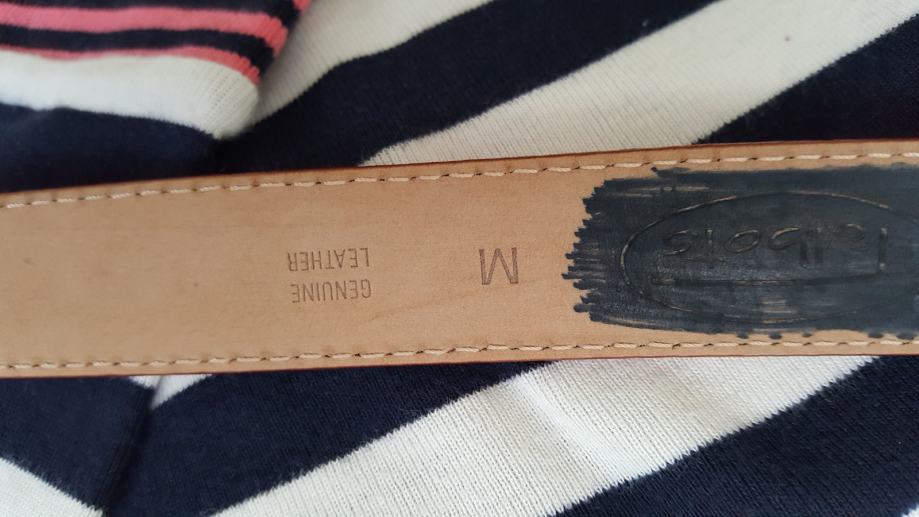 Talbots
M
GENUINE
LEATHER